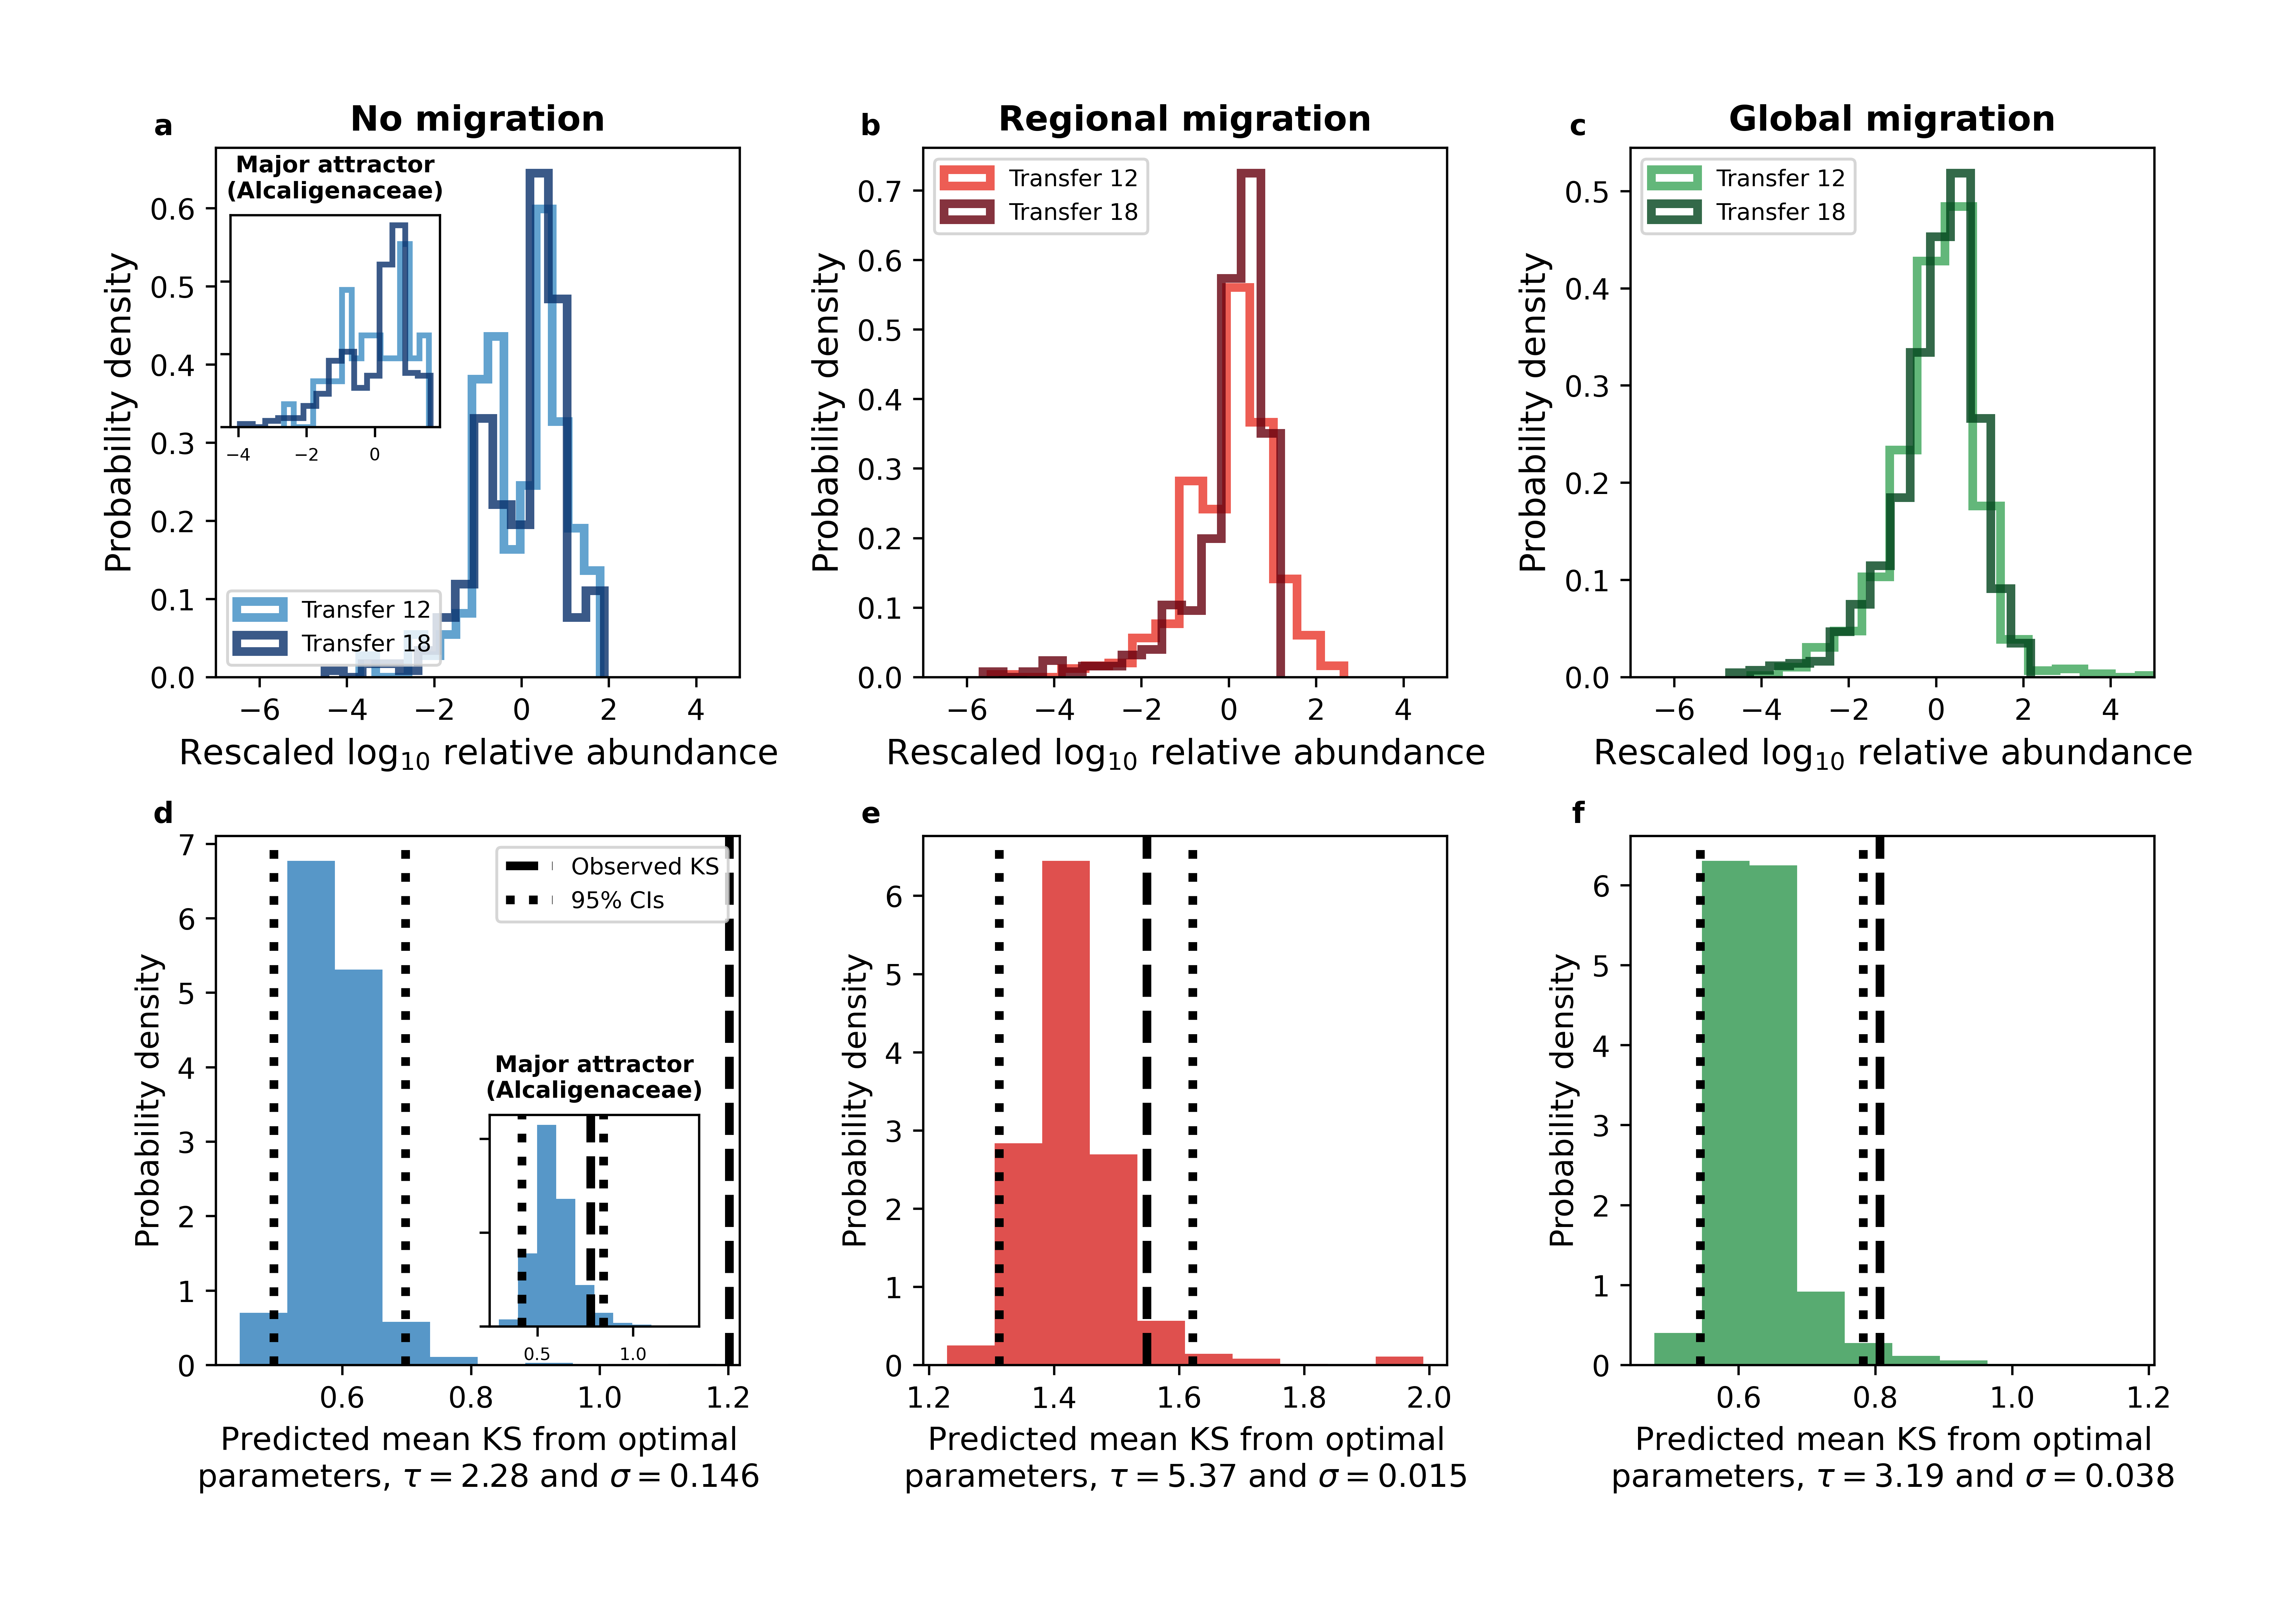 a
No migration
Major attractor
(Alcaligenaceae)
−4
−2
0
Transfer 12
Transfer 18
0.0
0.1
0.2
0.3
0.4
0.5
0.6
Probability density
−6
−4
−2
0
2
4
Rescaled log₁₀ relative abundance
b
Regional migration
Transfer 12
Transfer 18
0.0
0.1
0.2
0.3
0.4
0.5
0.6
0.7
Probability density
−6
−4
−2
0
2
4
Rescaled log₁₀ relative abundance
c
Global migration
Transfer 12
Transfer 18
0.0
0.1
0.2
0.3
0.4
0.5
Probability density
−6
−4
−2
0
2
4
Rescaled log₁₀ relative abundance
d
Observed KS
95% CIs
Major attractor
(Alcaligenaceae)
0.5
1.0
0
1
2
3
4
5
6
7
Probability density
0.6
0.8
1.0
1.2
Predicted mean KS from optimal
parameters, τ = 2.28 and σ = 0.146
e
0
1
2
3
4
5
6
Probability density
1.2
1.4
1.6
1.8
2.0
Predicted mean KS from optimal
parameters, τ = 5.37 and σ = 0.015
f
0
1
2
3
4
5
6
Probability density
0.6
0.8
1.0
1.2
Predicted mean KS from optimal
parameters, τ = 3.19 and σ = 0.038